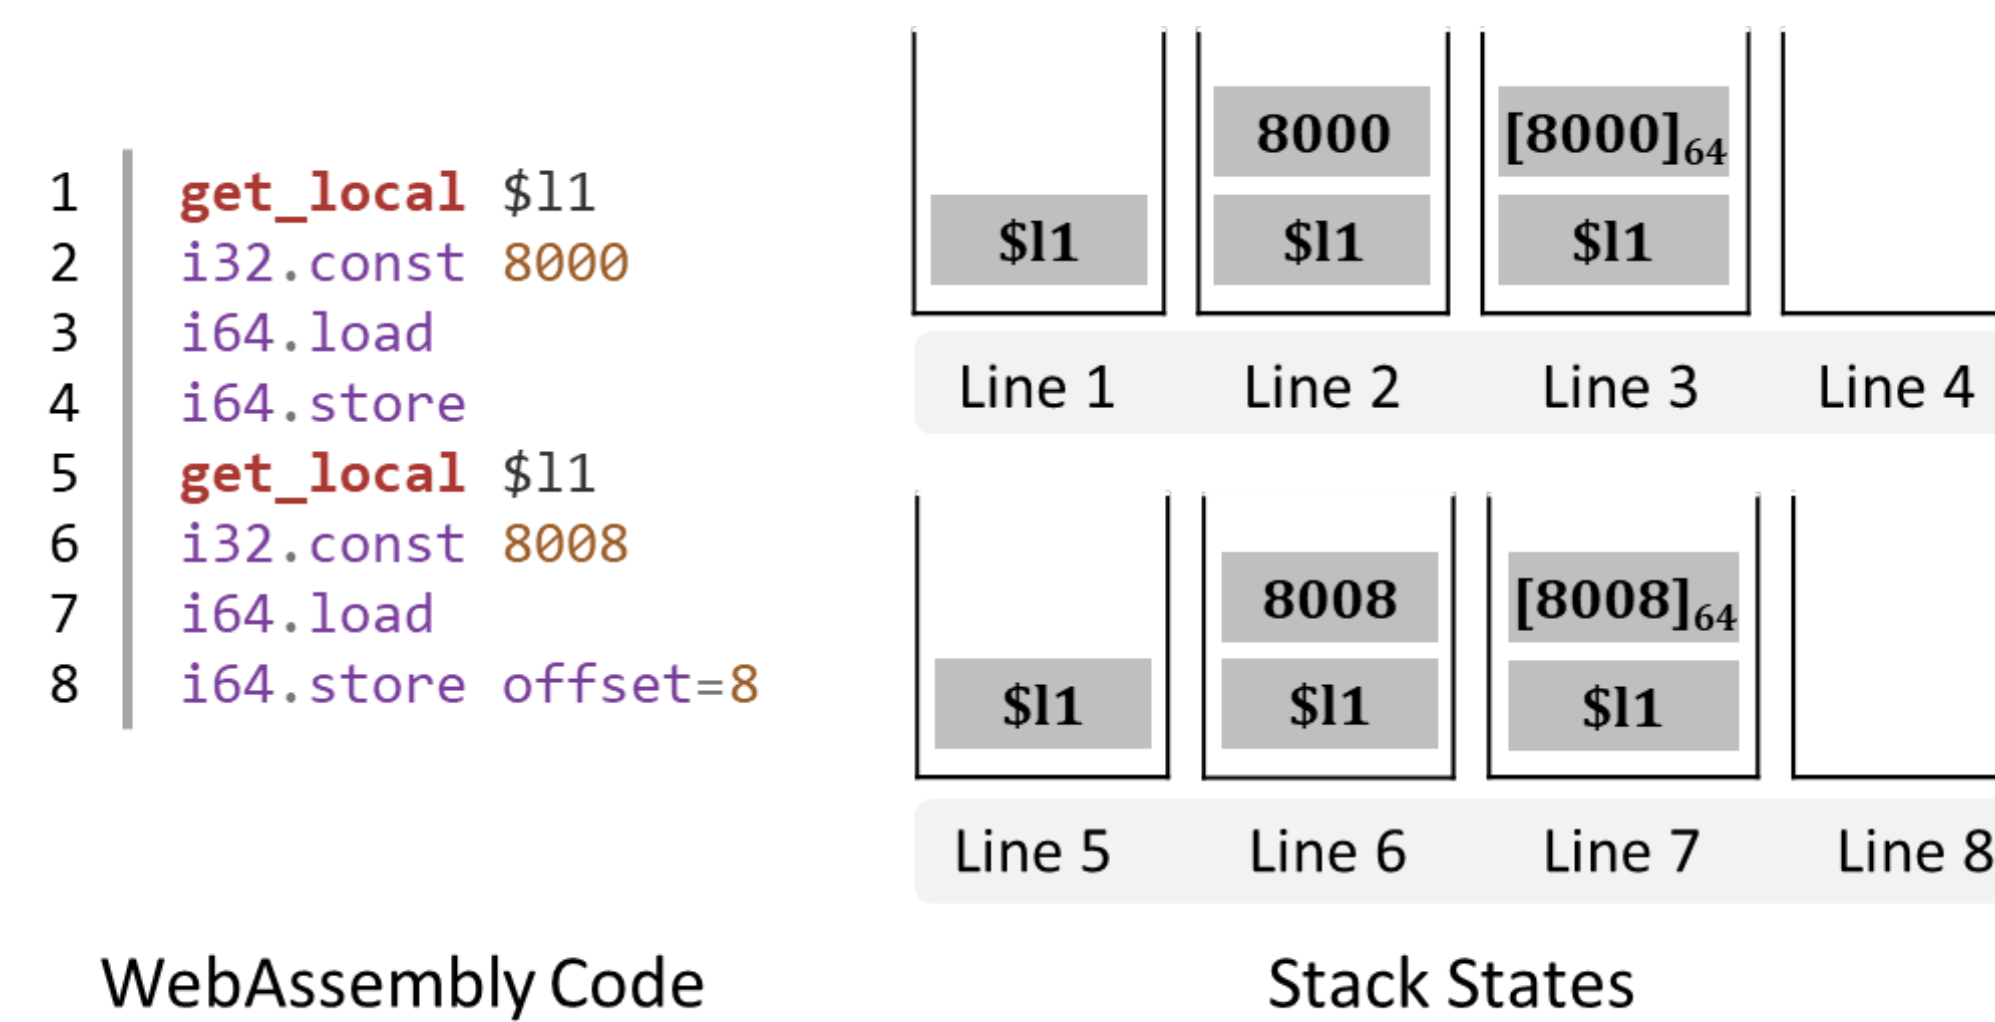 1 get_local $l1
2 i32.const 8000
3 i64.load
4 i64.store
5 get_local $l1
6 i32.const 8008
7 i64.load
8 i64.store offset=8
WebAssembly Code
8000 [8000]64
$l1 $l1 $l1
Line 1 Line 2 Line 3 Line 4
8008 [8008]64
$l1 $l1 $l1
Line 5 Line 6 Line 7 Line 8
Stack States